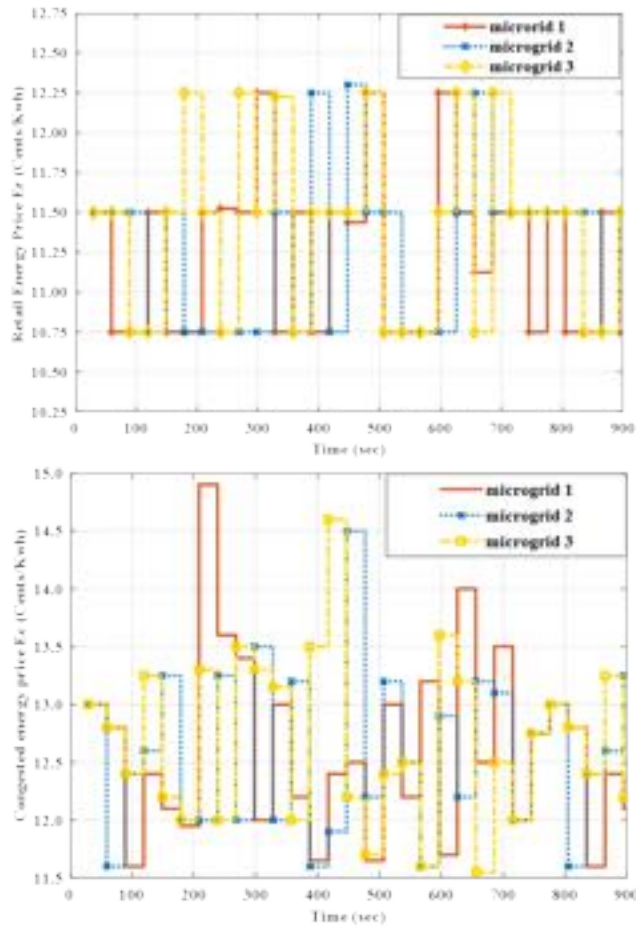 12.75
microrid 1
microgrid 2
microgrid 3
12.50
12.25
12.00
11.75
11.50
11.25
11.00
10.75
10.50
10.25
Retail Energy Price Er (Cents/Kwh)
0 100 200 300 400 500 600 700 800 900
Time (sec)
15.0
microgrid 1
microgrid 2
microgrid 3
14.5
14.0
13.5
13.0
12.5
12.0
11.5
Congested energy price Ec (Cents/Kwh)
0 100 200 300 400 500 600 700 800 900
Time (sec)